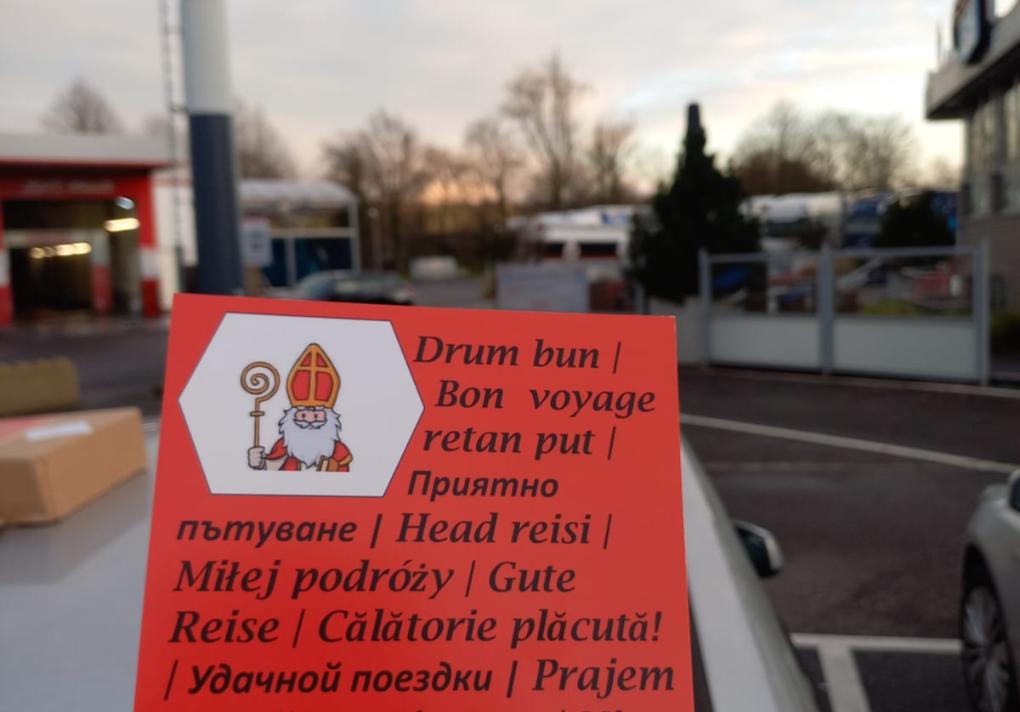 Drum bun |
Bon voyage
retan put |
Приятно
пътуване | Head reisi |
Miłej podróży | Gute
Reise | Călătorie plăcută!
| Удачной поездки | Prajem